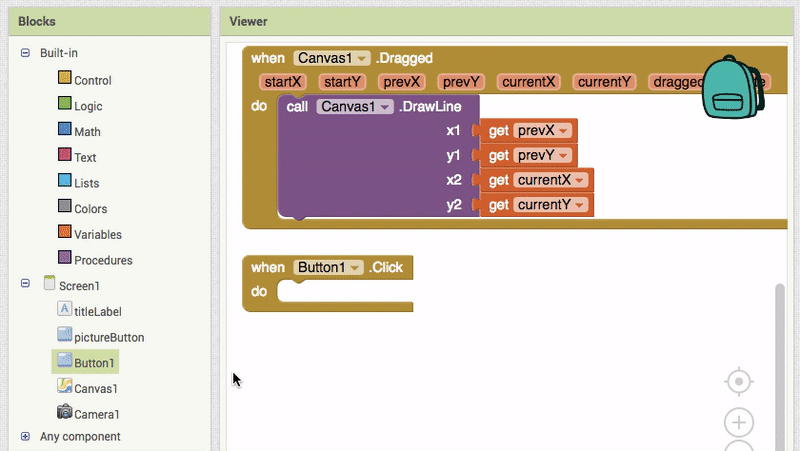 Blocks
Viewer
Built-in
Control
Logic
Math
Text
Lists
Colors
Variables
Procedures
Screen1
titleLabel
pictureButton
Button1
Canvas1
Camera1
Any component
when Canvas1 .Dragged
startX startY prevX prevY currentX currentY dragged
do call Canvas1 .DrawLine
x1 get prevX
y1 get prevY
x2 get currentX
y2 get currentY
when Button1 .Click
do